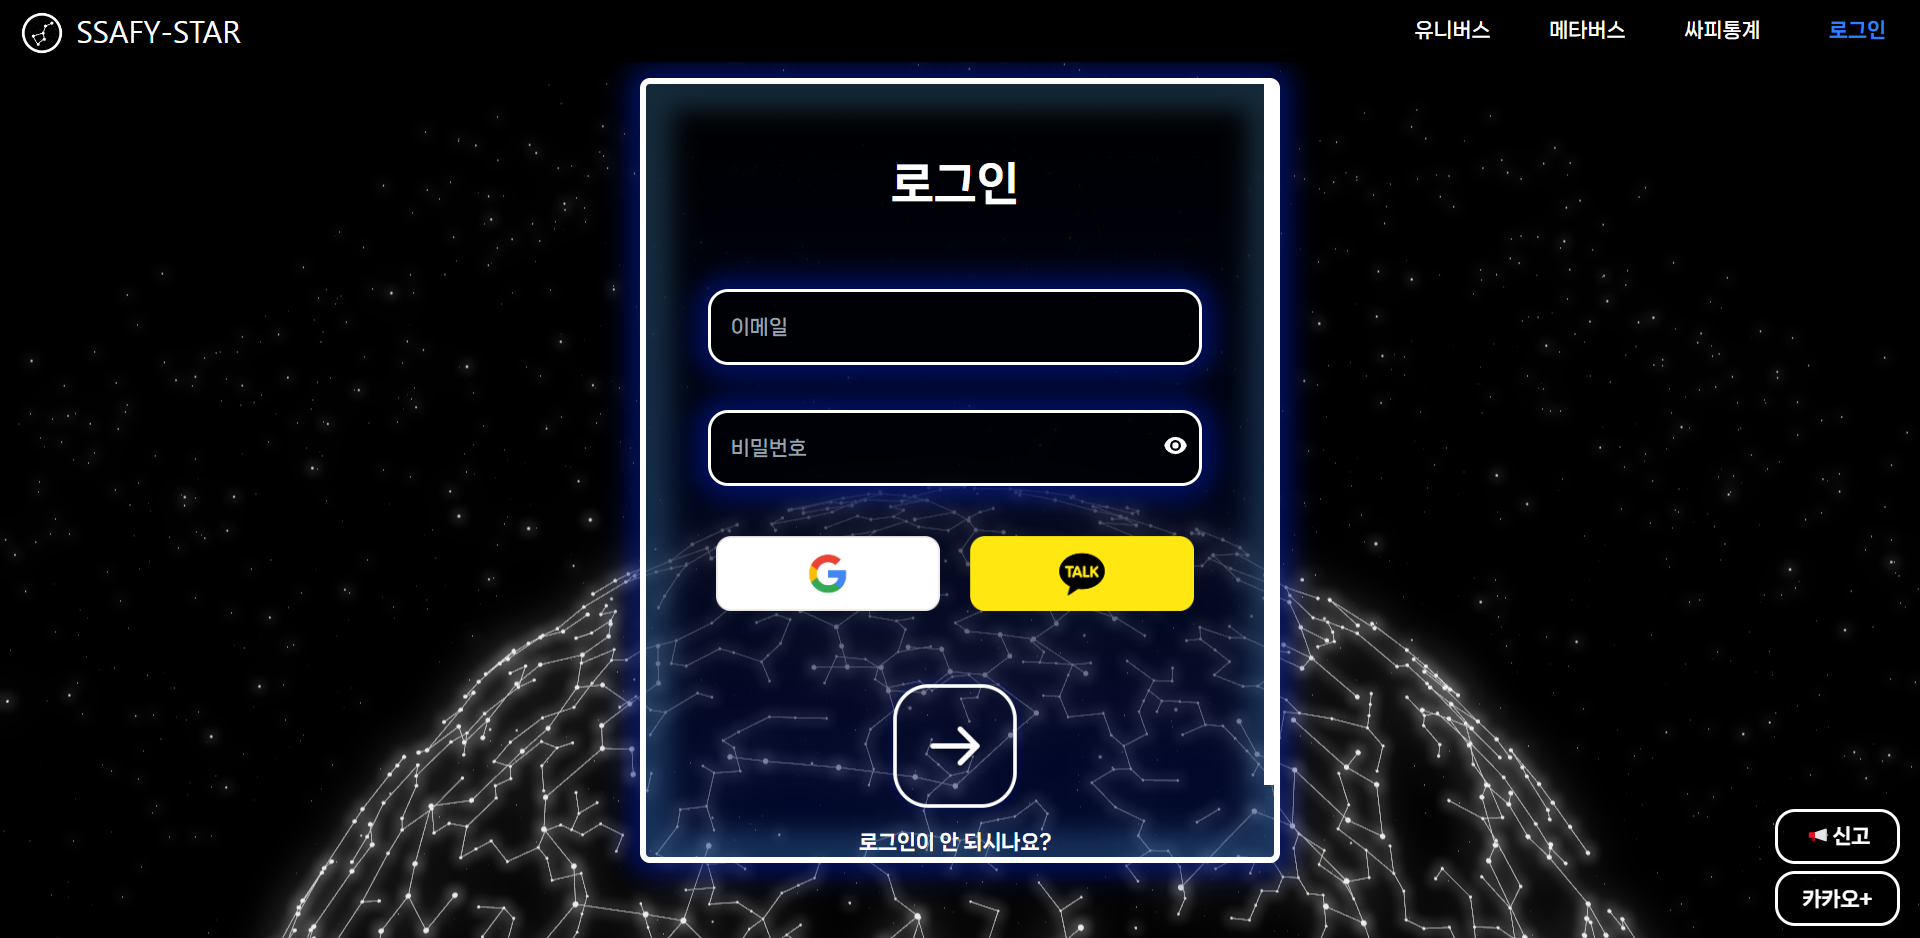 SSAFY-STAR
유니버스
메타버스
싸피통계
로그인
로그인
이메일
비밀번호
TALK
로그인이 안 되시나요?
신고
카카오+